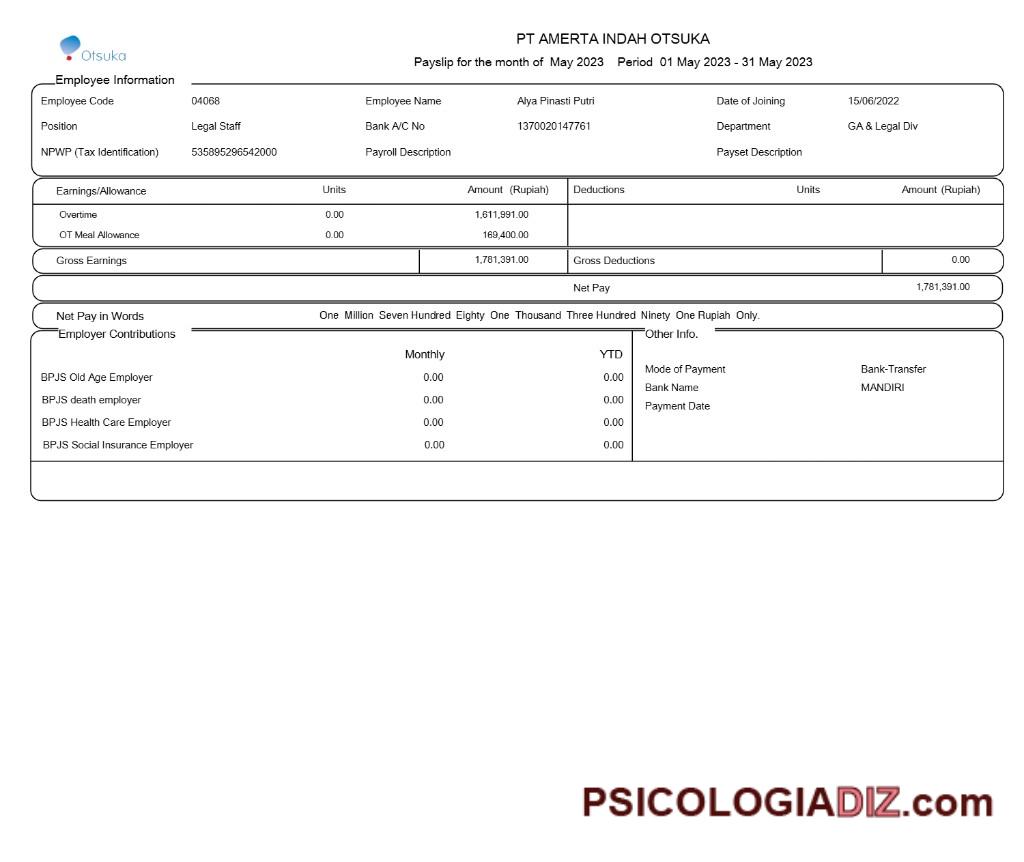 Otsuka
PT AMERTA INDAH OTSUKA
Payslip for the month of May 2023 Period 01 May 2023 - 31 May 2023
Employee Information
Employee Code 04068 Employee Name Alya Pinasti Putri Date of Joining 15/06/2022
Position Legal Staff Bank A/C No 1370020147761 Department GA & Legal Div
NPWP (Tax Identification) 535895296542000 Payroll Description Payset Description
Earnings/Allowance Units Amount (Rupiah) Deductions Units Amount (Rupiah)
Overtime 0.00 1,611,991.00
OT Meal Allowance 0.00 169,400.00
Gross Earnings 1,781,391.00 Gross Deductions 0.00
Net Pay 1,781,391.00
Net Pay in Words One Million Seven Hundred Eighty One Thousand Three Hundred Ninety One Rupiah Only.
Employer Contributions Other Info.
Monthly YTD
BPJS Old Age Employer 0.00 0.00
BPJS death employer 0.00 0.00
BPJS Health Care Employer 0.00 0.00
BPJS Social Insurance Employer 0.00 0.00
Mode of Payment Bank-Transfer
Bank Name MANDIRI
Payment Date
PSICOLOGIADIZ.com